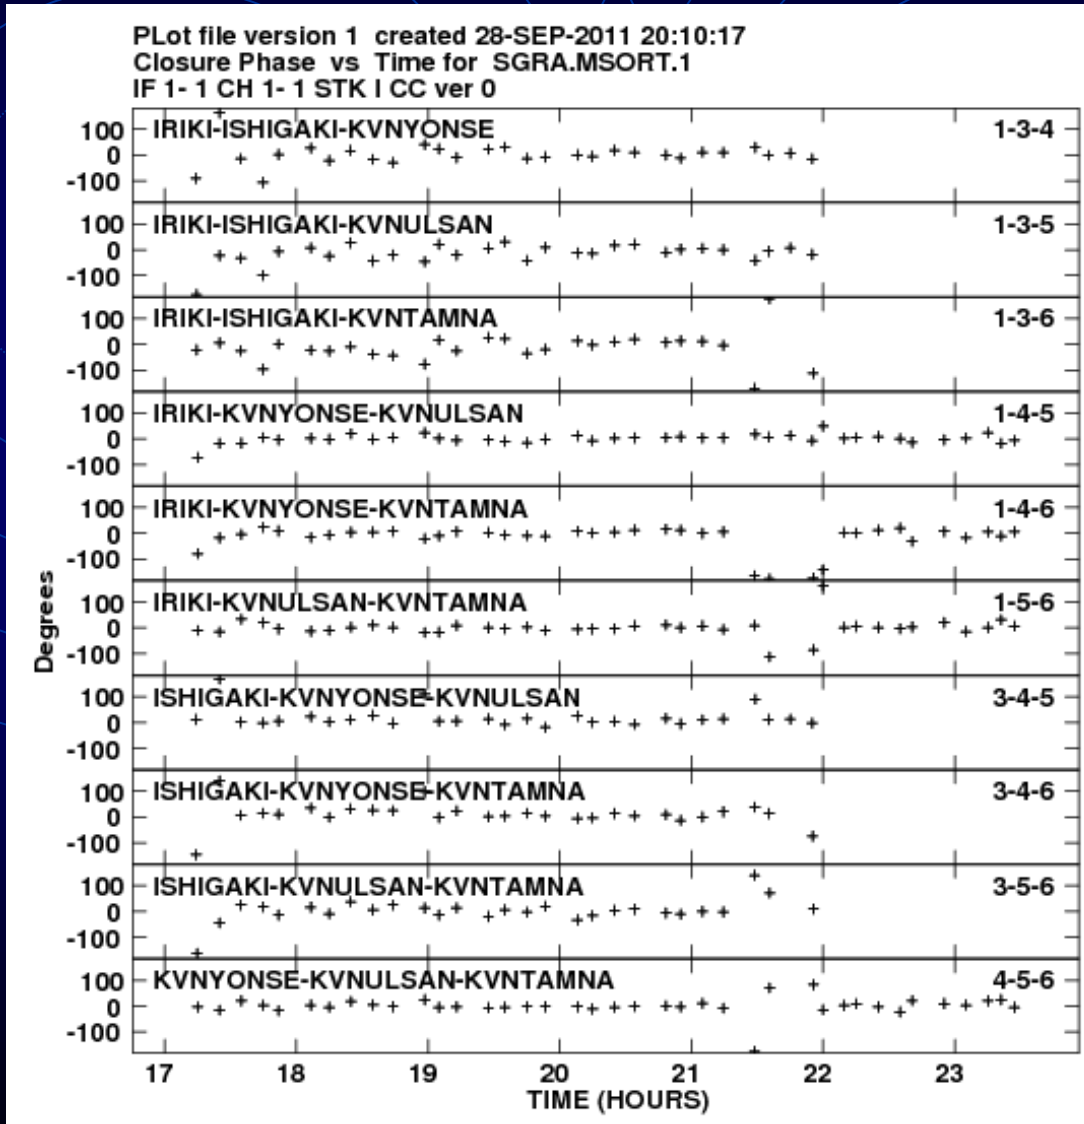 PLot file version 1 created 28-SEP-2011 20:10:17
Closure Phase vs Time for SGRA.MSORT.1
IF 1- 1 CH 1- 1 STK I CC ver 0
100 IRIKI-ISHIGAKI-KVNYONSE 1-3-4
0
-100
100 IRIKI-ISHIGAKI-KVNULSAN 1-3-5
0
-100
100 IRIKI-ISHIGAKI-KVNTAMNA 1-3-6
0
-100
100 IRIKI-KVNYONSE-KVNULSAN 1-4-5
0
-100
100 IRIKI-KVNYONSE-KVNTAMNA 1-4-6
0
-100
Degrees
100 IRIKI-KVNULSAN-KVNTAMNA 1-5-6
0
-100
100 ISHIGAKI-KVNYONSE-KVNULSAN 3-4-5
0
-100
100 ISHIGAKI-KVNYONSE-KVNTAMNA 3-4-6
0
-100
100 ISHIGAKI-KVNULSAN-KVNTAMNA 3-5-6
0
-100
100 KVNYONSE-KVNULSAN-KVNTAMNA 4-5-6
0
-100
17 18 19 20 21 22 23
TIME (HOURS)